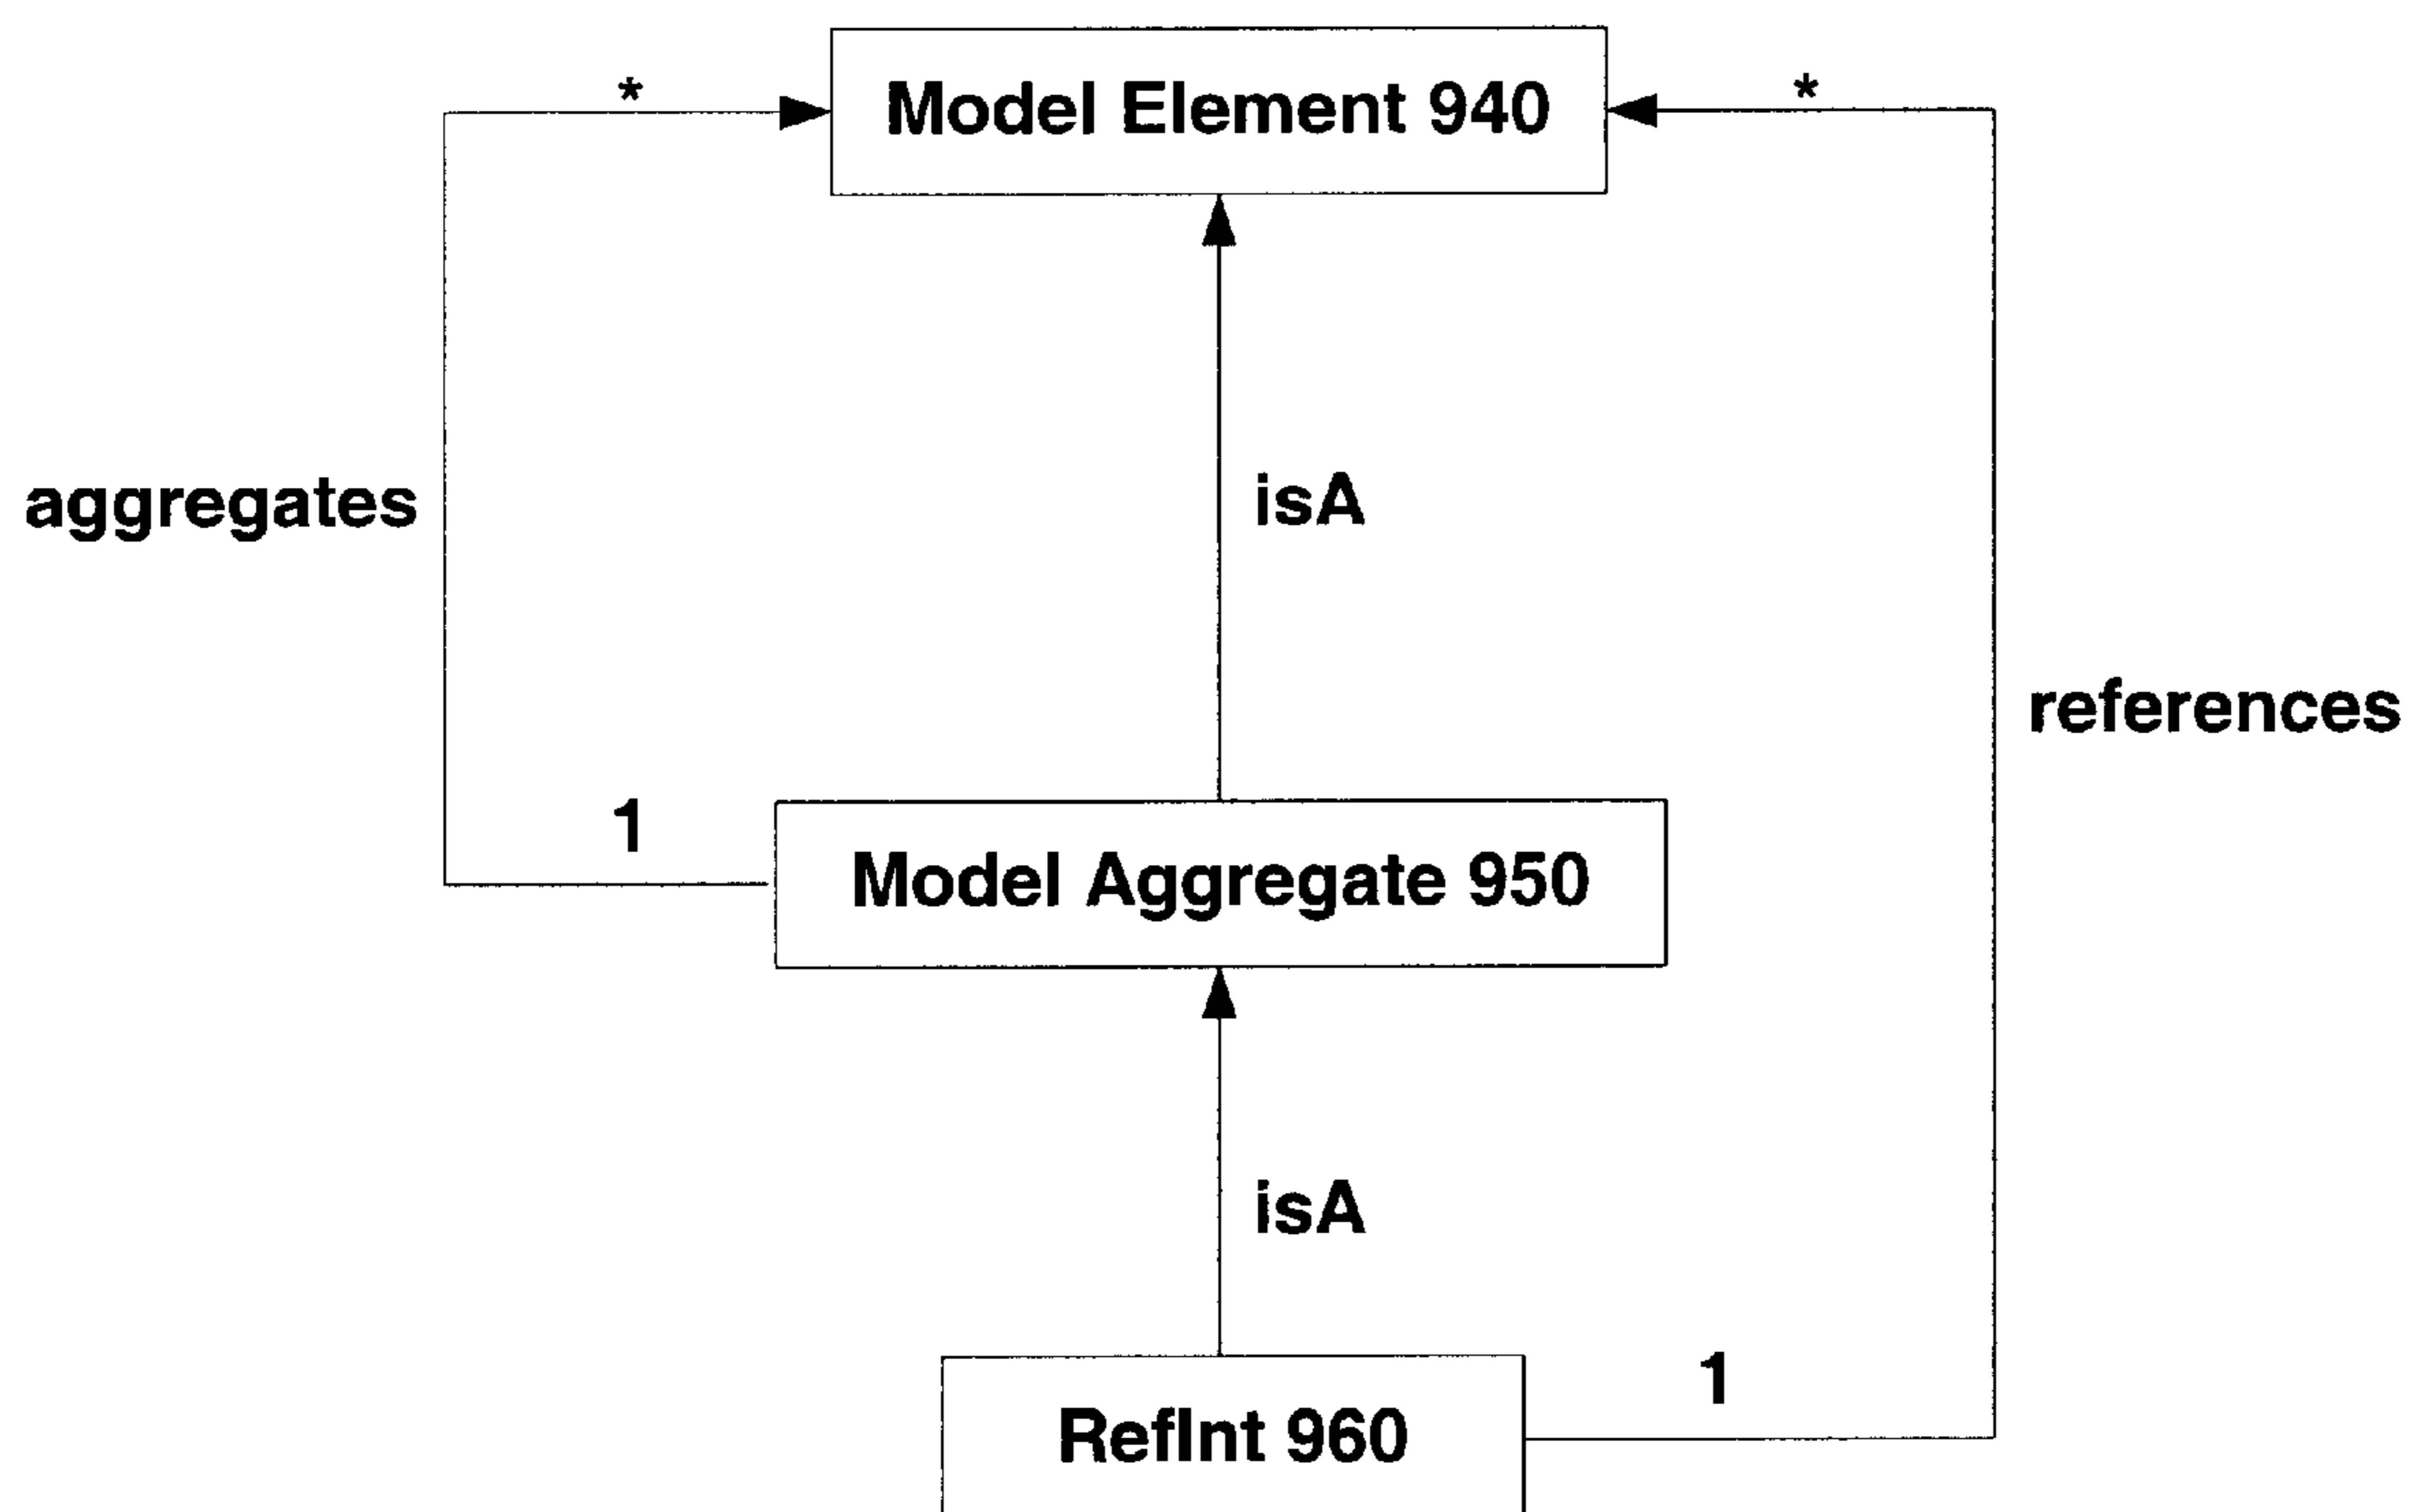 Model Element 940
*
*
aggregates
isA
references
1
Model Aggregate 950
isA
1
RefInt 960